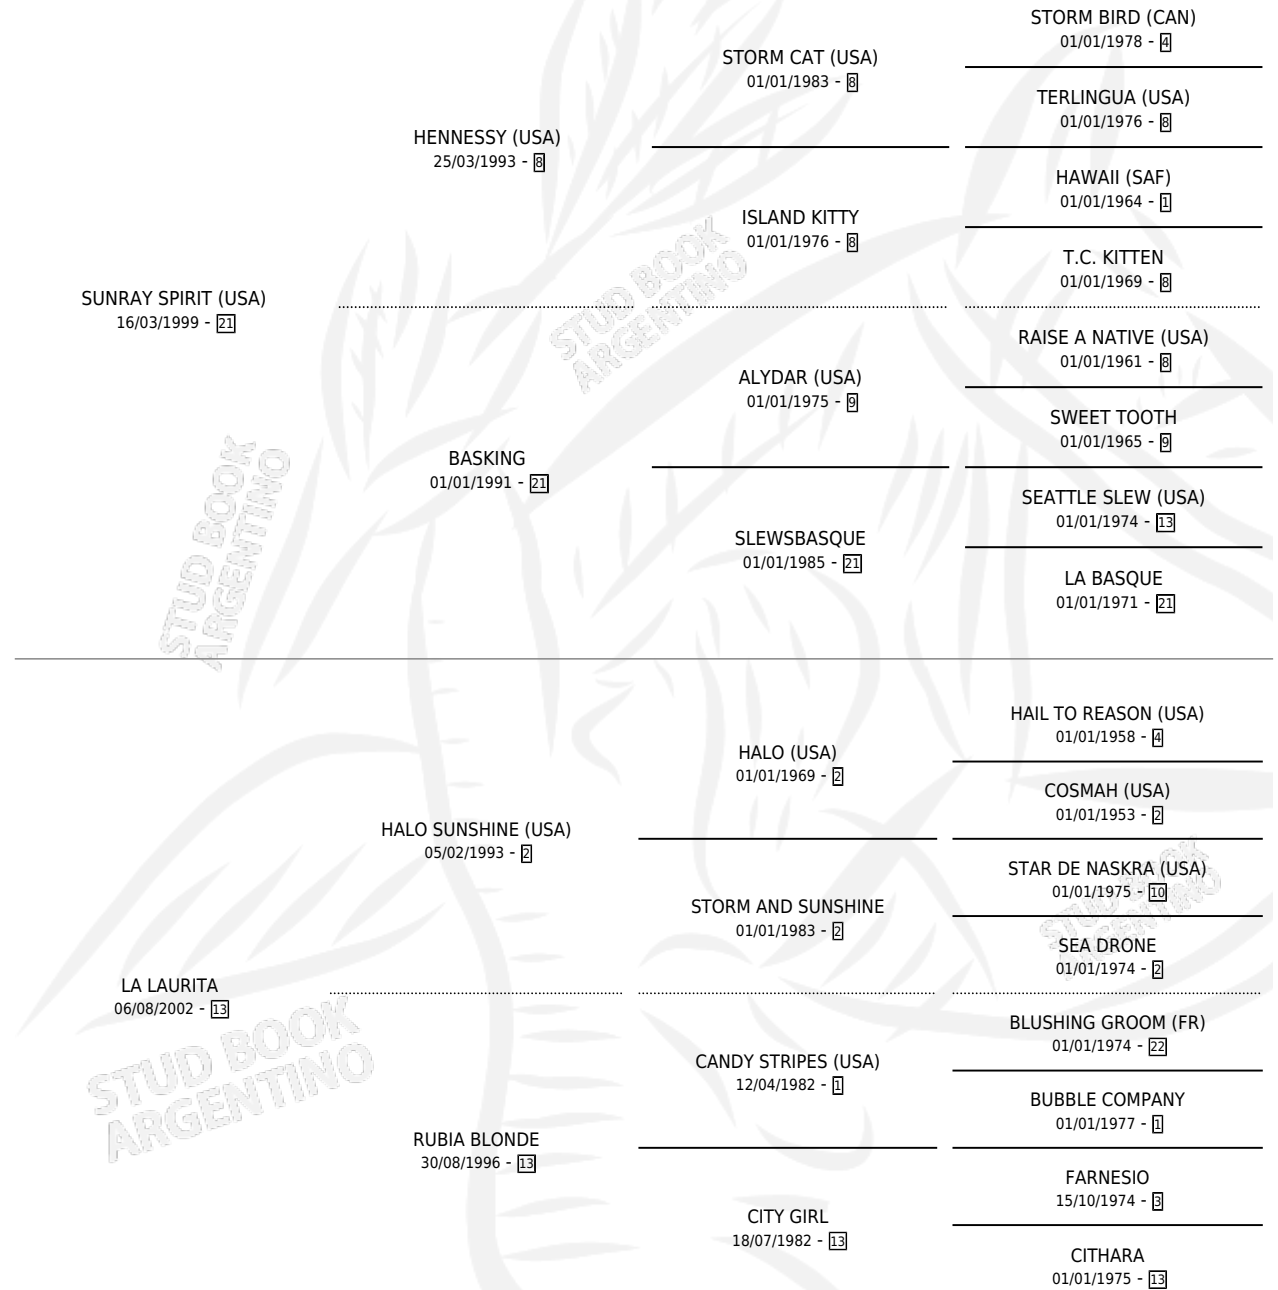 STORM BIRD (CAN)
01/01/1978 - 4
STORM CAT (USA)
01/01/1983 - 8
TERLINGUA (USA)
01/01/1976 - 8
HENNESSY (USA)
25/03/1993 - 8
HAWAII (SAF)
01/01/1964 - 1
ISLAND KITTY
01/01/1976 - 8
T.C. KITTEN
01/01/1969 - 8
SUNRAY SPIRIT (USA)
16/03/1999 - 21
RAISE A NATIVE (USA)
01/01/1961 - 8
ALYDAR (USA)
01/01/1975 - 9
SWEET TOOTH
01/01/1965 - 9
BASKING
01/01/1991 - 21
SEATTLE SLEW (USA)
01/01/1974 - 13
SLEWSBASQUE
01/01/1985 - 21
LA BASQUE
01/01/1971 - 21
STUD BOOK
ARGENTINO
STUD BOOK
ARGENTINO
HAIL TO REASON (USA)
01/01/1958 - 4
HALO (USA)
01/01/1969 - 2
COSMAH (USA)
01/01/1953 - 2
HALO SUNSHINE (USA)
05/02/1993 - 2
STAR DE NASKRA (USA)
01/01/1975 - 10
STORM AND SUNSHINE
01/01/1983 - 2
SEA DRONE
01/01/1974 - 2
LA LAURITA
06/08/2002 - 13
BLUSHING GROOM (FR)
01/01/1974 - 22
CANDY STRIPES (USA)
12/04/1982 - 1
BUBBLE COMPANY
01/01/1977 - 1
RUBIA BLONDE
30/08/1996 - 13
FARNESIO
15/10/1974 - 3
CITY GIRL
18/07/1982 - 13
CITHARA
01/01/1975 - 13
STUD BOOK
ARGENTINO
STUD BOOK
ARGENTINO